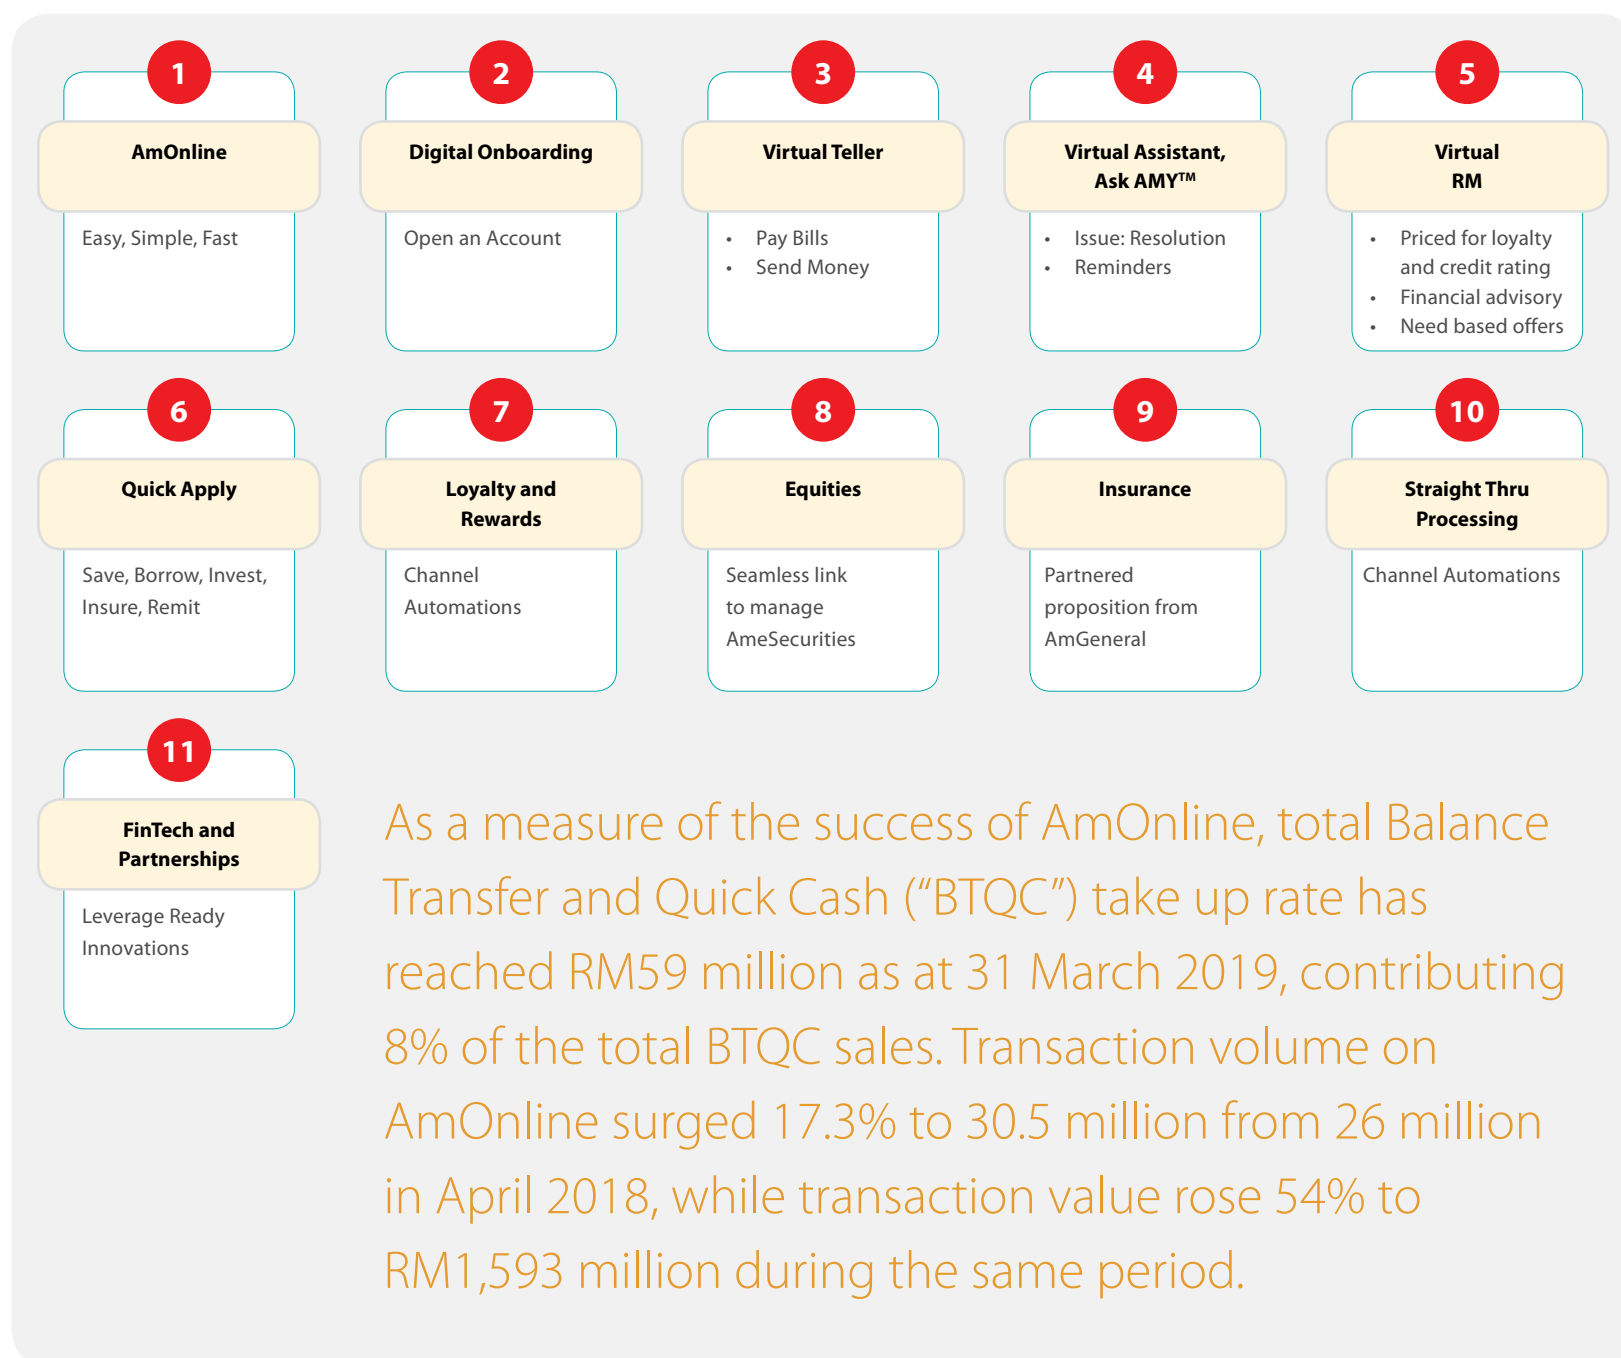 1
AmOnline
Easy, Simple, Fast
2
Digital Onboarding
Open an Account
3
Virtual Teller
• Pay Bills
• Send Money
4
Virtual Assistant,
Ask AMY™
• Issue: Resolution
• Reminders
5
Virtual
RM
• Priced for loyalty
and credit rating
• Financial advisory
• Need based offers
6
Quick Apply
Save, Borrow, Invest,
Insure, Remit
7
Loyalty and
Rewards
Channel
Automations
8
Equities
Seamless link
to manage
AmeSecurities
9
Insurance
Partnered
proposition from
AmGeneral
10
Straight Thru
Processing
Channel Automations
11
FinTech and
Partnerships
Leverage Ready
Innovations
As a measure of the success of AmOnline, total Balance
Transfer and Quick Cash (“BTQC”) take up rate has
reached RM59 million as at 31 March 2019, contributing
8% of the total BTQC sales. Transaction volume on
AmOnline surged 17.3% to 30.5 million from 26 million
in April 2018, while transaction value rose 54% to
RM1,593 million during the same period.